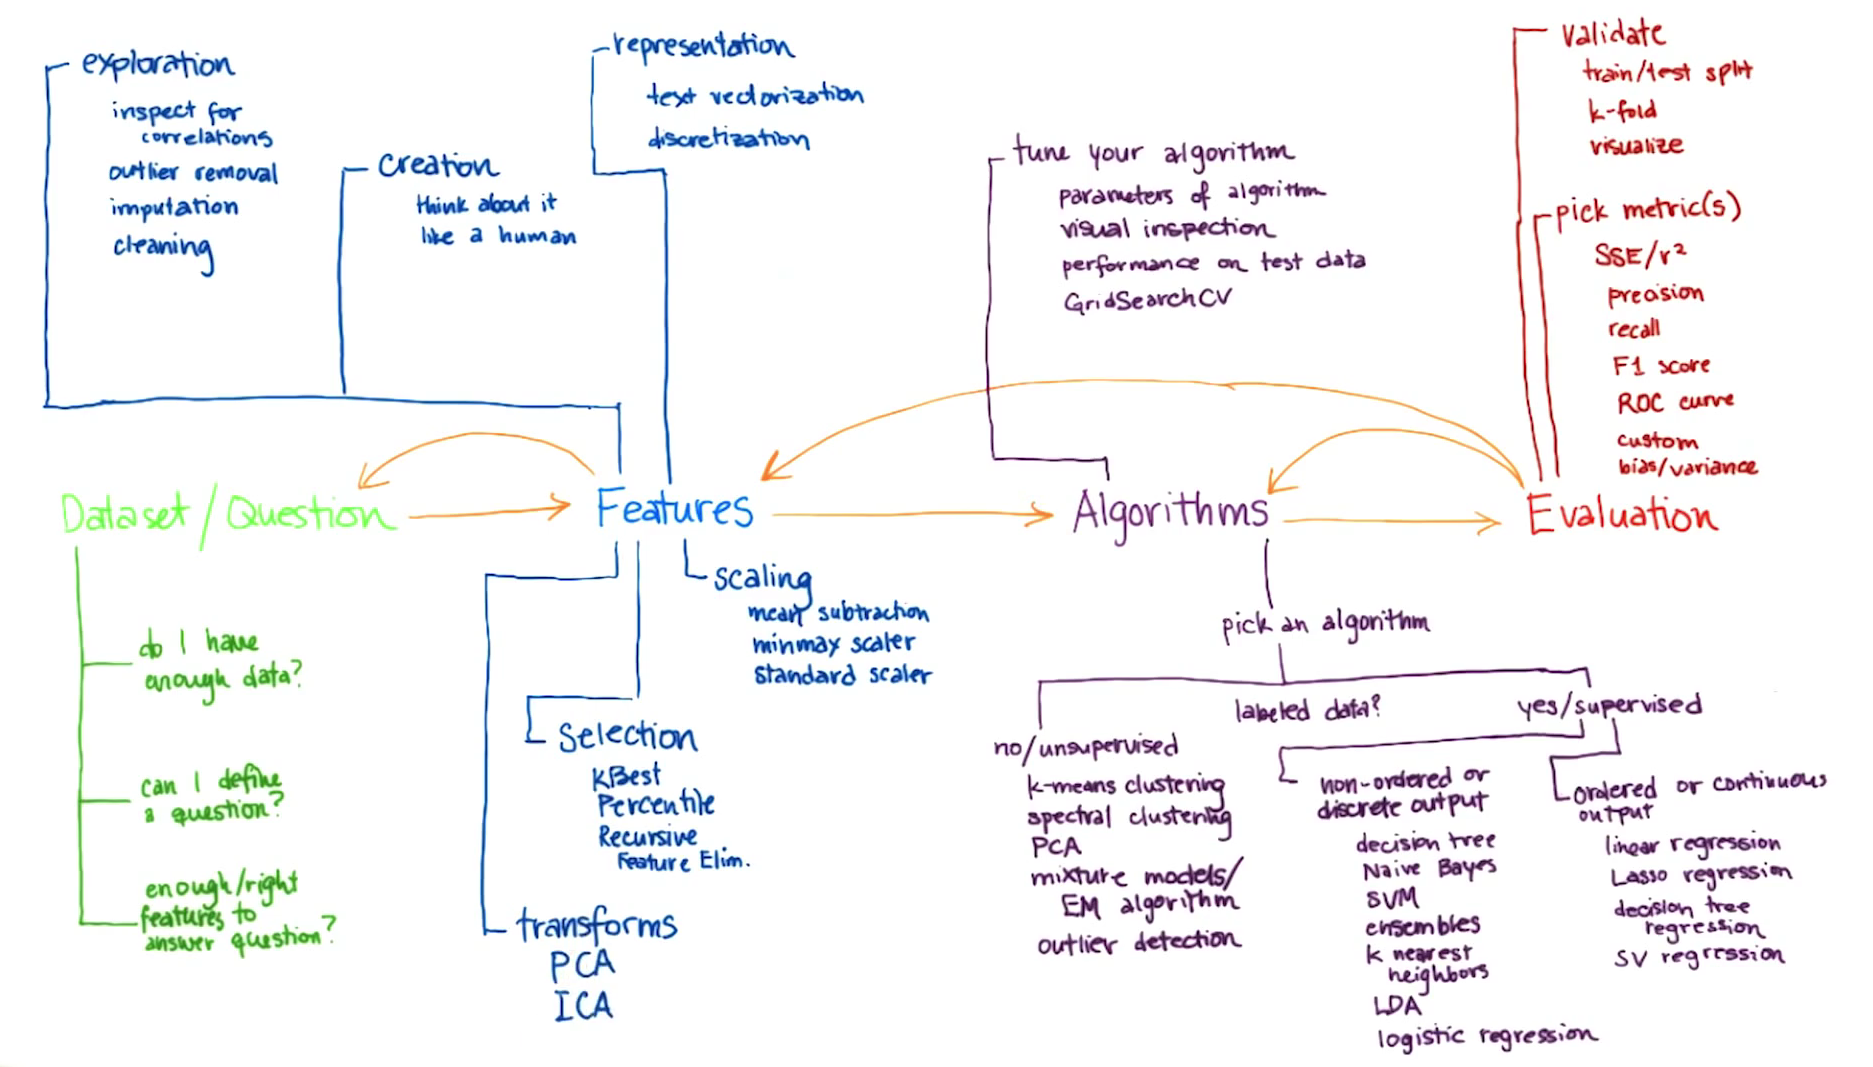 exploration
inspect for
correlations
outlier removal
imputation
cleaning
creation
think about it
like a human
representation
text vectorization
discretization
tune your algorithm
parameters of algorithm
visual inspection
performance on test data
GridSearchCV
validate
train/test split
k-fold
visualize
pick metric(s)
SSE/r²
precision
recall
F1 score
ROC curve
custom
bias/variance
Dataset/Question
Features
Algorithms
Evaluation
do I have
enough data?
can I define
a question?
enough/right
features to
answer question?
scaling
mean subtraction
minmax scaler
standard scaler
Selection
KBest
Percentile
Recursive
Feature Elim.
transforms
PCA
ICA
pick an algorithm
labeled data?
no/unsupervised
k-means clustering
spectral clustering
PCA
mixture models/
EM algorithm
outlier detection
yes/supervised
non-ordered or
discrete output
decision tree
Naive Bayes
SVM
ensembles
k nearest
neighbors
LDA
logistic regression
ordered or continuous
output
linear regression
Lasso regression
decision tree
regression
SV regression